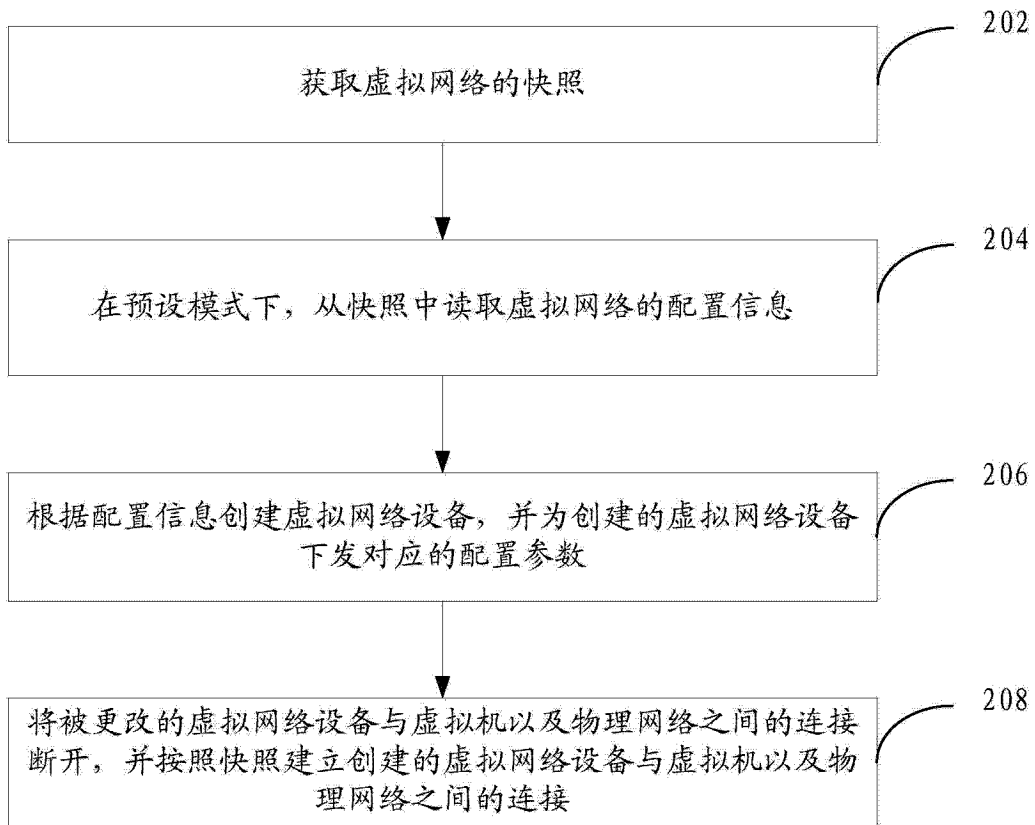 202
获取虚拟网络的快照
204
在预设模式下，从快照中读取虚拟网络的配置信息
206
根据配置信息创建虚拟网络设备，并为创建的虚拟网络设备
下发对应的配置参数
208
将被更改的虚拟网络设备与虚拟机以及物理网络之间的连接
断开，并按照快照建立创建的虚拟网络设备与虚拟机以及物
理网络之间的连接